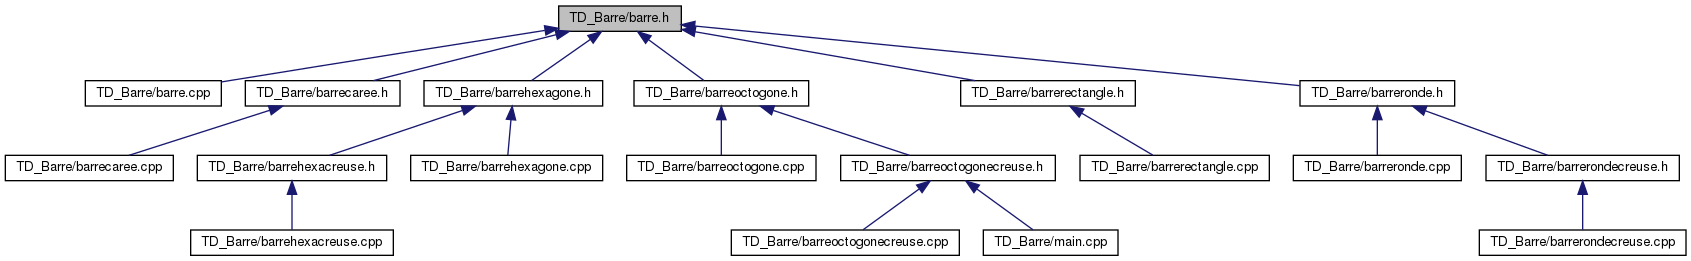 TD_Barre/barre.h
TD_Barre/barre.cpp
TD_Barre/barrecaree.h
TD_Barre/barrehexagone.h
TD_Barre/barreoctogone.h
TD_Barre/barrerectangle.h
TD_Barre/barreronde.h
TD_Barre/barrecaree.cpp
TD_Barre/barrehexacreuse.h
TD_Barre/barrehexagone.cpp
TD_Barre/barreoctogone.cpp
TD_Barre/barreoctogonecreuse.h
TD_Barre/barrerectangle.cpp
TD_Barre/barreronde.cpp
TD_Barre/barrerondecreuse.h
TD_Barre/barrehexacreuse.cpp
TD_Barre/barreoctogonecreuse.cpp
TD_Barre/main.cpp
TD_Barre/barrerondecreuse.cpp